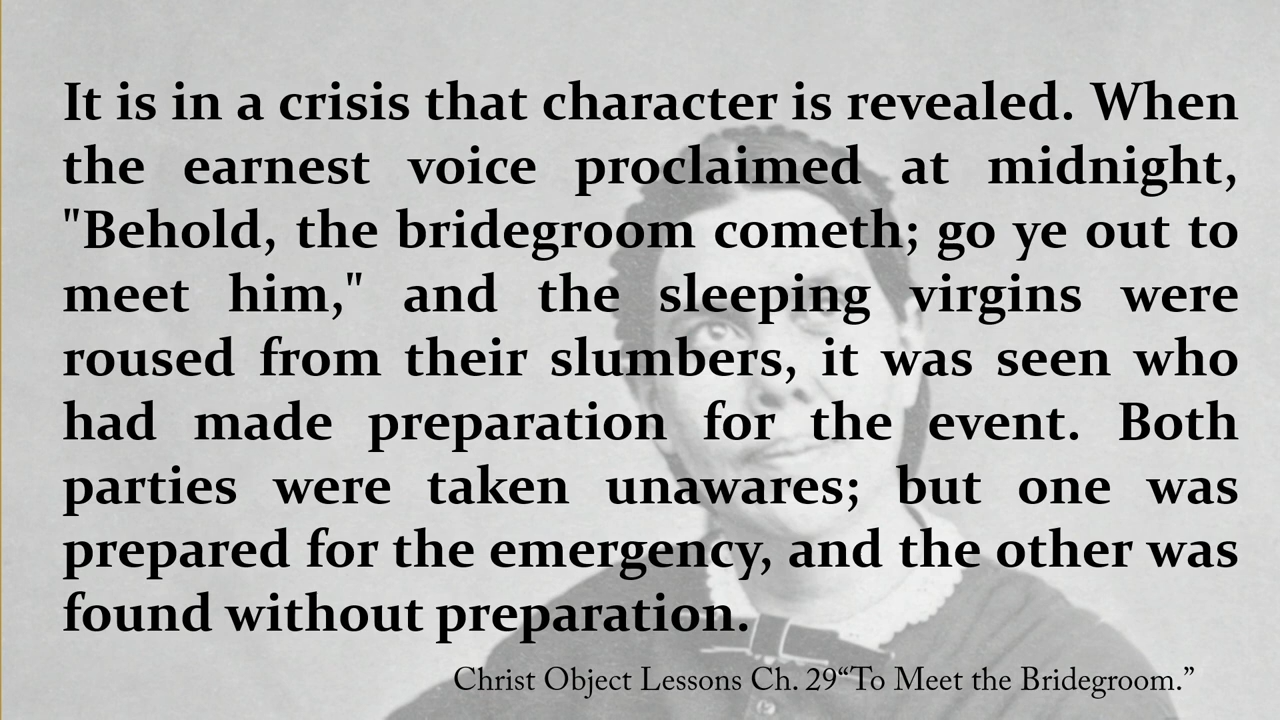 It is in a crisis that character is revealed. When
the earnest voice proclaimed at midnight,
"Behold, the bridegroom cometh; go ye out to
meet him," and the sleeping virgins were
roused from their slumbers, it was seen who
had made preparation for the event. Both
parties were taken unawares; but one was
prepared for the emergency, and the other was
found without preparation.
Christ Object Lessons Ch. 29“To Meet the Bridegroom.”